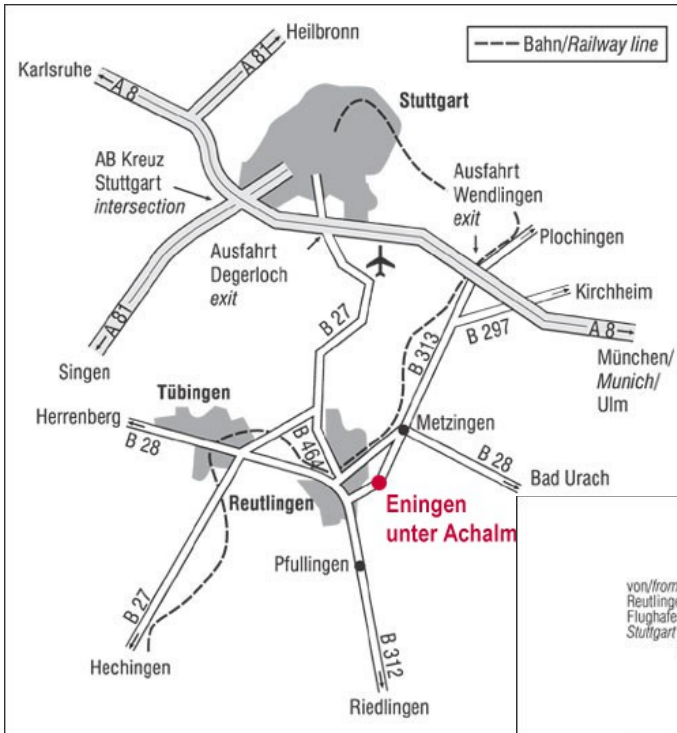 Heilbronn
A 81
Bahn/Railway line
Karlsruhe
A 8
Stuttgart
AB Kreuz
Stuttgart
intersection
Ausfahrt
Wendlingen
exit
Plochingen
Ausfahrt
Degerloch
exit
Kirchheim
B 297
A 8
A 81
B 27
B 313
München/
Munich/
Ulm
Singen
Tübingen
Herrenberg
B 28
B 464
Metzingen
B 28
Bad Urach
Reutlingen
Eningen
unter Achalm
Pfullingen
B 27
B 312
Hechingen
Riedlingen
von/from
Stuttgart